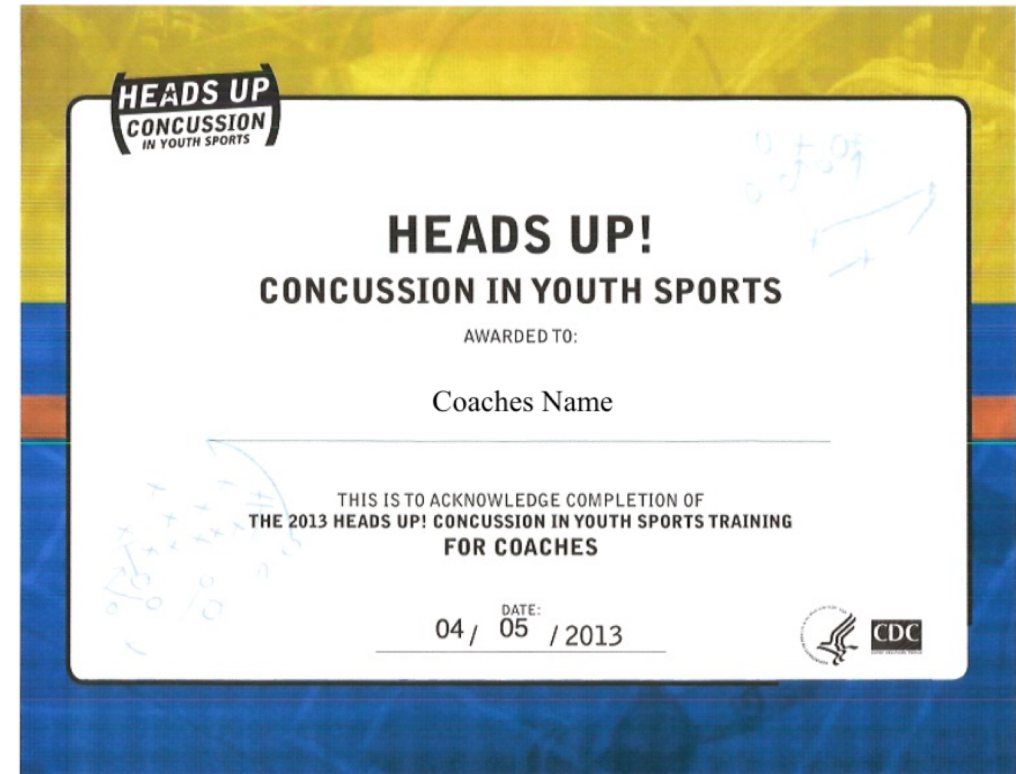 HEADS UP
CONCUSSION
IN YOUTH SPORTS
HEADS UP!
CONCUSSION IN YOUTH SPORTS
AWARDED TO:
Coaches Name
THIS IS TO ACKNOWLEDGE COMPLETION OF
THE 2013 HEADS UP! CONCUSSION IN YOUTH SPORTS TRAINING
FOR COACHES
DATE:
04 / 05 / 2013
CDC